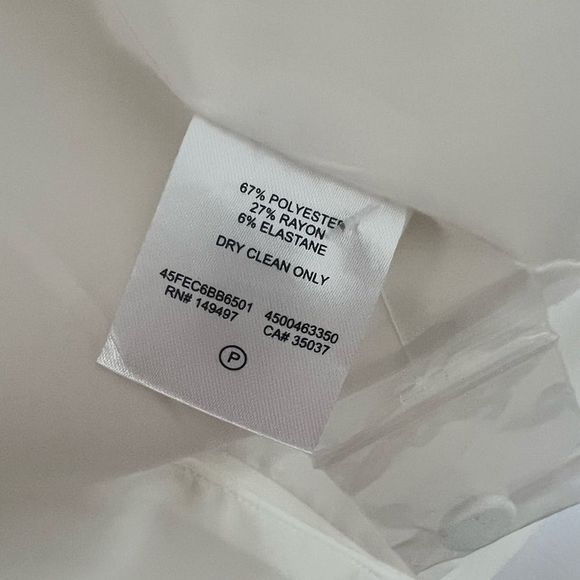 67% POLYESTER
27% RAYON
6% ELASTANE
DRY CLEAN ONLY
45FEC6BB6501 4500463350
RN# 149497 CA# 35037
P